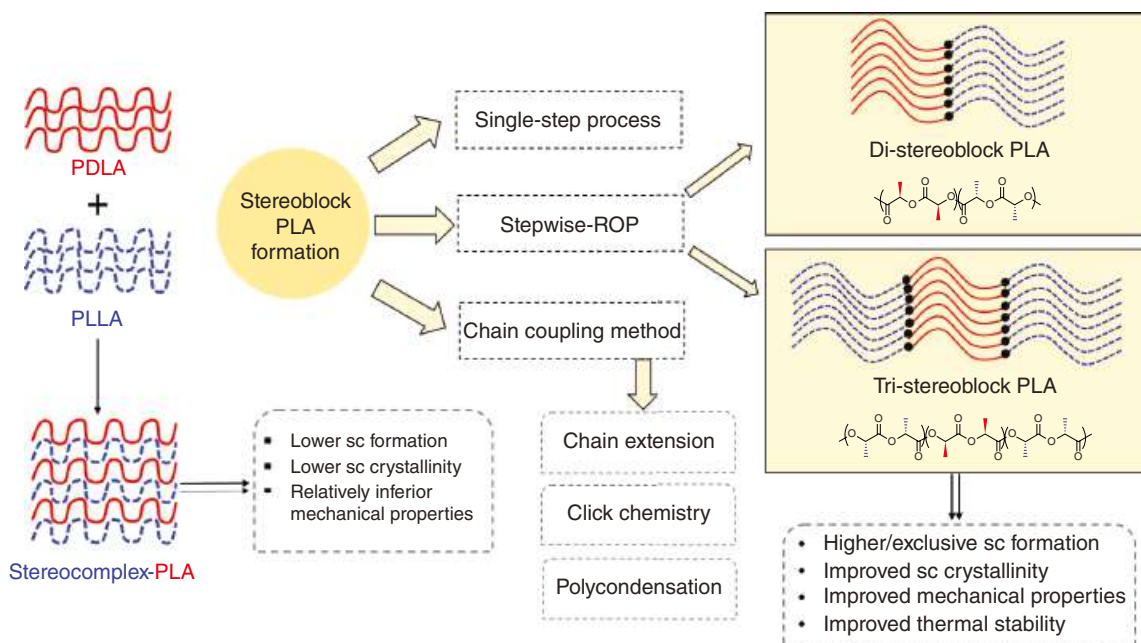 PDLA
+
PLLA
Stereocomplex-PLA
Lower sc formation
Lower sc crystallinity
Relatively inferior
mechanical properties
Stereoblock
PLA
formation
Single-step process
Stepwise-ROP
Chain coupling method
Chain extension
Click chemistry
Polycondensation
Di-stereoblock PLA
O
O
O
O
O
O
O
O
Tri-stereoblock PLA
O
O
O
O
O
O
O
O
O
O
O
O
Higher/exclusive sc formation
Improved sc crystallinity
Improved mechanical properties
Improved thermal stability